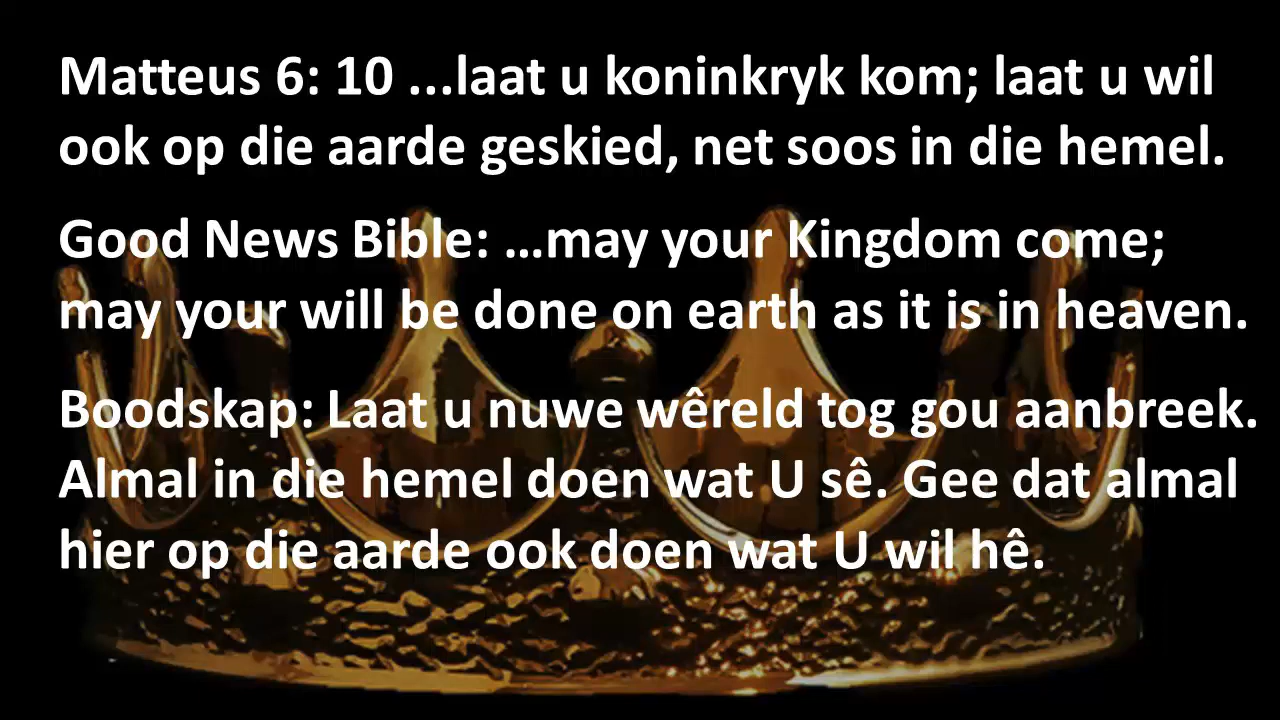 Matteus 6: 10 ...laat u koninkryk kom; laat u wil
ook op die aarde geskied, net soos in die hemel.
Good News Bible: …may your Kingdom come;
may your will be done on earth as it is in heaven.
Boodskap: Laat u nuwe wêreld tog gou aanbreek.
Almal in die hemel doen wat U sê. Gee dat almal
hier op die aarde ook doen wat U wil hê.